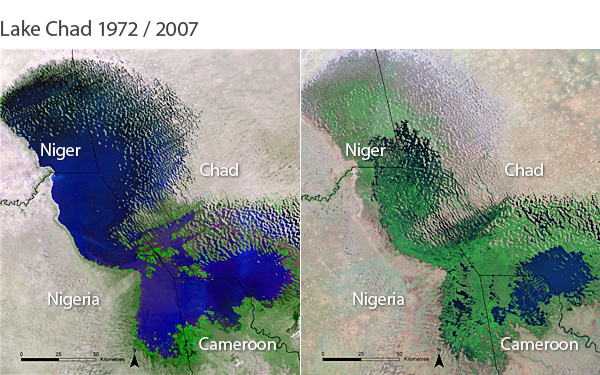 Lake Chad 1972 / 2007
Niger
Chad
Nigeria
Cameroon
0 25 50 Kilometres
Niger
Chad
Nigeria
Cameroon
0 25 50 Kilometres